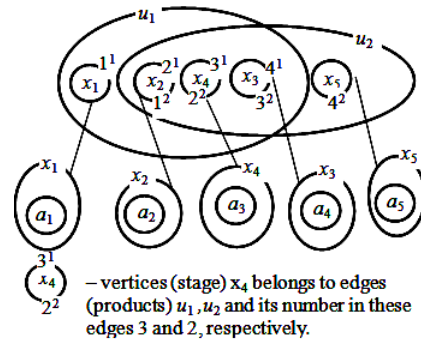 u₁
u₂
1¹ 2¹ 3¹ 4¹
x₁ x₂ x₄ x₃ x₅
1² 2² 3² 4²
x₁ x₂ x₄ x₃ x₅
a₁ a₂ a₃ a₄ a₅
3¹
x₄ – vertices (stage) x₄ belongs to edges
2² (products) u₁,u₂ and its number in these
edges 3 and 2, respectively.